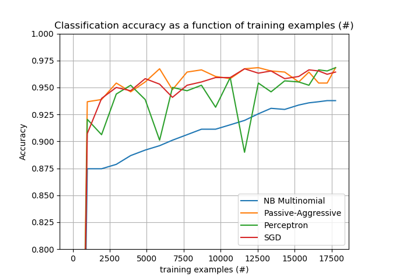 Classification accuracy as a function of training examples (#)
1.000
0.975
0.950
0.925
0.900
0.875
0.850
0.825
0.800
Accuracy
NB Multinomial
Passive-Aggressive
Perceptron
SGD
0 2500 5000 7500 10000 12500 15000 17500
training examples (#)